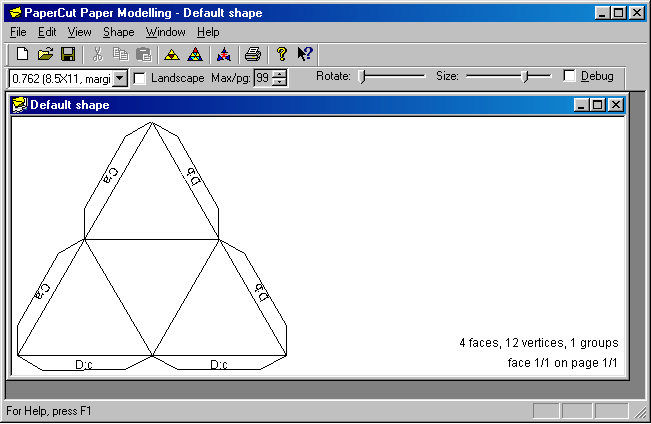 PaperCut Paper Modelling - Default shape
File Edit View Shape Window Help
0.762 (8.5X11, margi Landscape Max/pg: 99 Rotate: Size: Debug
Default shape
C:a D:b
C:a D:b
D:c D:c
4 faces, 12 vertices, 1 groups
face 1/1 on page 1/1
For Help, press F1